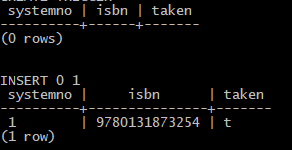 systemno | isbn | taken
----------+------+-------
(0 rows)
INSERT 0 1
systemno | isbn | taken
----------+---------------+-------
1 | 9780131873254 | t
(1 row)